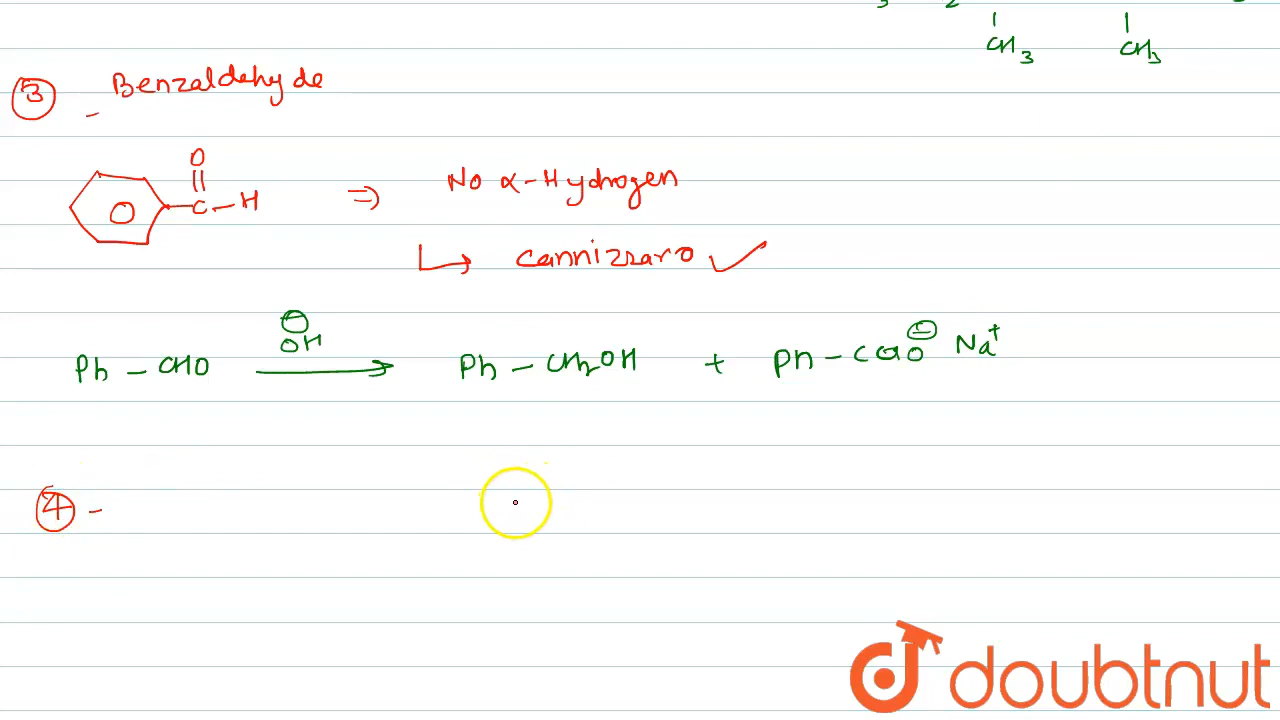 CH3 CH3
3 - Benzaldehyde
O
||
C - H ⇒ No α-Hydrogen
O
↳ Cannizzaro ✓
⊖
OH
Ph - CHO → Ph - CH2OH + Ph - COO⊖ Na+
4 -
doubtnut